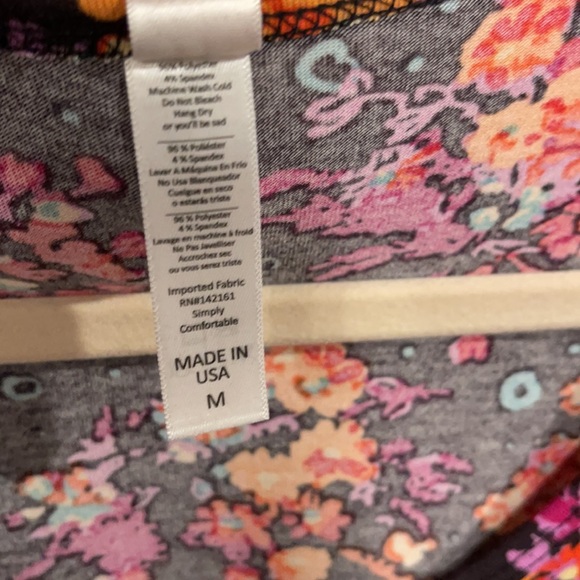 96% Polyester
4% Spandex
Machine Wash Cold
Do Not Bleach
Hang Dry
or you'll be sad
96 % Poliéster
4 % Spandex
Lavar A Máquina En Frío
No Usa Blanqueador
Cuelgue en seco
o estarás triste
96 % Polyester
4 % Spandex
Lavage en machine à froid
No Pas Javelliser
Accrochez sec
ou vous serez triste
Imported Fabric
RN#142161
Simply
Comfortable
MADE IN
USA
M